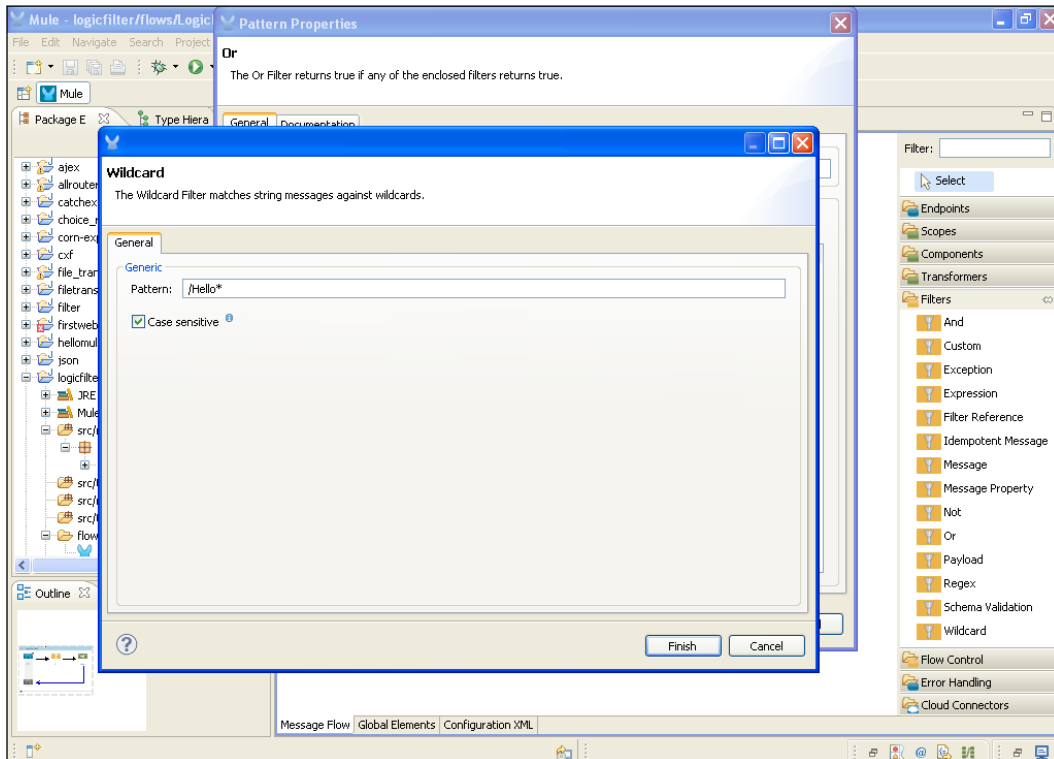 Mule - logicfilter/flows/Logic
Pattern Properties
File Edit Navigate Search Project
Or
The Or Filter returns true if any of the enclosed filters returns true.
Mule
Package E
Type Hiera
General
Documentation
Wildcard
The Wildcard Filter matches string messages against wildcards.
General
Generic
Pattern:
/Hello*
Case sensitive
Finish
Cancel
ajex
allrouter
catchex
choice_r
corn-exp
cxf
file_tran
filetrans
filter
firstweb
hellomul
json
logicfilte
JRE
Mule
src/
src/
src/
src/
flow
Outline
Filter:
Select
Endpoints
Scopes
Components
Transformers
Filters
And
Custom
Exception
Expression
Filter Reference
Idempotent Message
Message
Message Property
Not
Or
Payload
Regex
Schema Validation
Wildcard
Flow Control
Error Handling
Cloud Connectors
Message Flow
Global Elements
Configuration XML